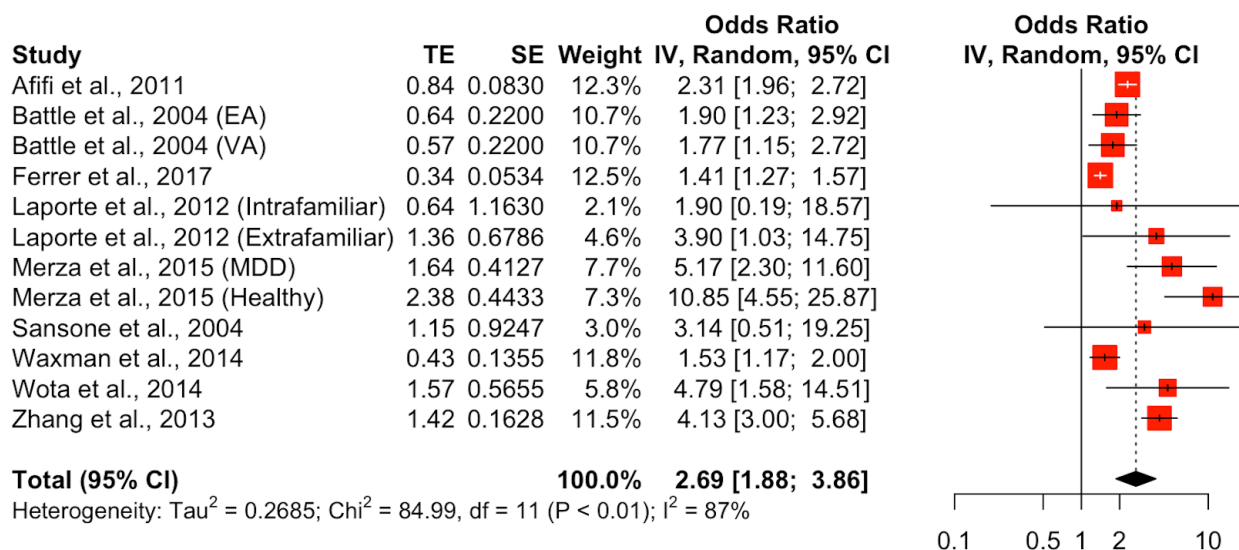 Odds Ratio Odds Ratio
Study TE SE Weight IV, Random, 95% CI IV, Random, 95% CI
Afifi et al., 2011 0.84 0.0830 12.3% 2.31 [1.96; 2.72]
Battle et al., 2004 (EA) 0.64 0.2200 10.7% 1.90 [1.23; 2.92]
Battle et al., 2004 (VA) 0.57 0.2200 10.7% 1.77 [1.15; 2.72]
Ferrer et al., 2017 0.34 0.0534 12.5% 1.41 [1.27; 1.57]
Laporte et al., 2012 (Intrafamiliar) 0.64 1.1630 2.1% 1.90 [0.19; 18.57]
Laporte et al., 2012 (Extrafamiliar) 1.36 0.6786 4.6% 3.90 [1.03; 14.75]
Merza et al., 2015 (MDD) 1.64 0.4127 7.7% 5.17 [2.30; 11.60]
Merza et al., 2015 (Healthy) 2.38 0.4433 7.3% 10.85 [4.55; 25.87]
Sansone et al., 2004 1.15 0.9247 3.0% 3.14 [0.51; 19.25]
Waxman et al., 2014 0.43 0.1355 11.8% 1.53 [1.17; 2.00]
Wota et al., 2014 1.57 0.5655 5.8% 4.79 [1.58; 14.51]
Zhang et al., 2013 1.42 0.1628 11.5% 4.13 [3.00; 5.68]
Total (95% CI) 100.0% 2.69 [1.88; 3.86]
Heterogeneity: Tau² = 0.2685; Chi² = 84.99, df = 11 (P < 0.01); I² = 87%
0.1 0.5 1 2 10